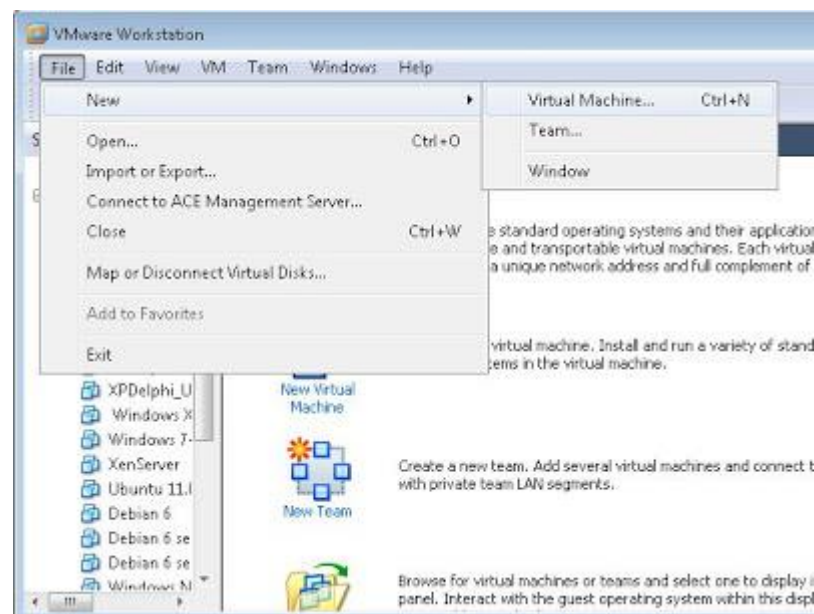 VMware Workstation
File Edit View VM Team Windows Help
New
Virtual Machine... Ctrl+N
Team...
Window
Open... Ctrl+O
Import or Export...
Connect to ACE Management Server...
Close Ctrl+W
Map or Disconnect Virtual Disks...
Add to Favorites
Exit
standard operating systems and their application
and transportable virtual machines. Each virtual
a unique network address and full complement of
virtual machine. Install and run a variety of stand
in the virtual machine.
New Virtual
Machine
Create a new team. Add several virtual machines and connect t
with private team LAN segments.
New Team
Browse for virtual machines or teams and select one to display i
panel. Interact with the guest operating system within this displ
XPDelphi_U
Windows X
Windows 7-
XenServer
Ubuntu 11.
Debian 6
Debian 6 se
Debian 6 se
Windows N